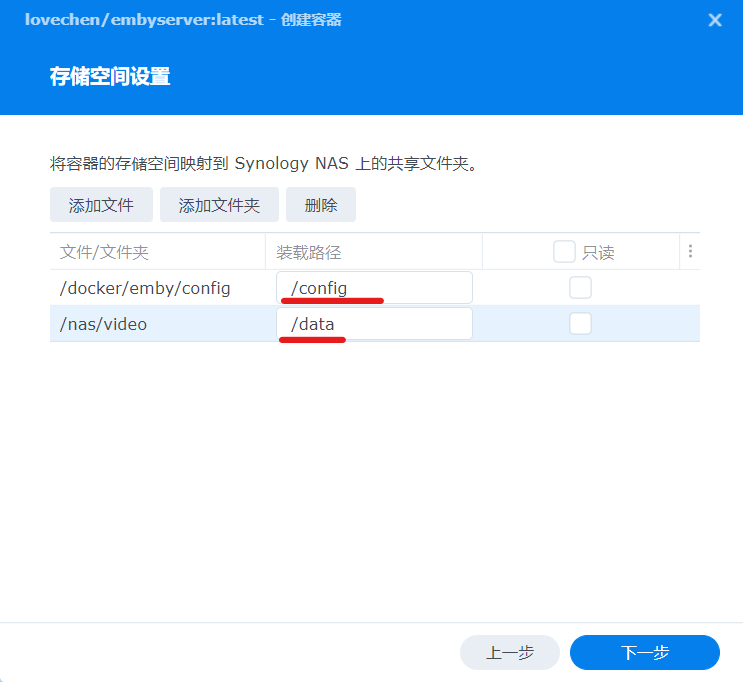 lovechen/embyserver:latest - 创建容器
存储空间设置
将容器的存储空间映射到 Synology NAS 上的共享文件夹。
添加文件 添加文件夹 删除
文件/文件夹 装载路径 只读
/docker/emby/config /config
/nas/video /data
上一步 下一步